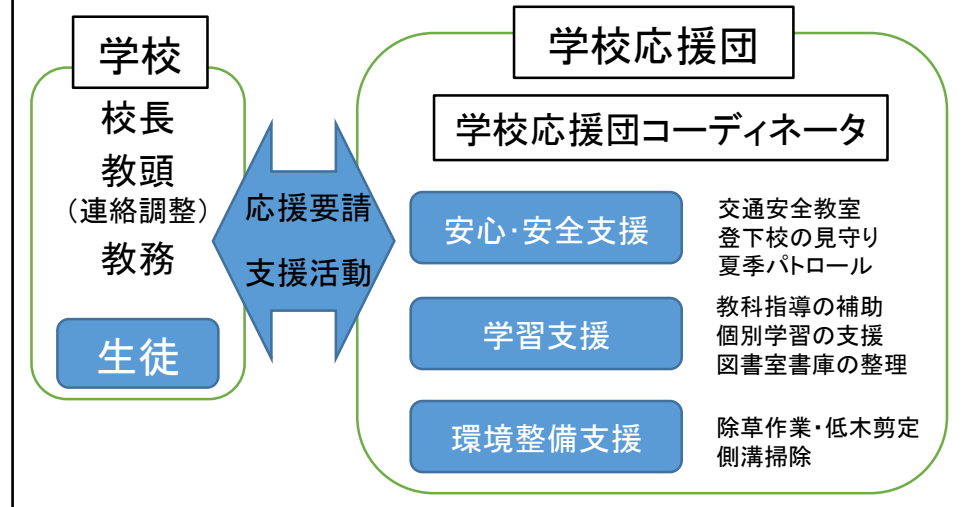 学校
校長
教頭
（連絡調整）
教務
生徒
応援要請
支援活動
学校応援団
学校応援団コーディネータ
安心・安全支援
交通安全教室
登下校の見守り
夏季パトロール
学習支援
教科指導の補助
個別学習の支援
図書室書庫の整理
環境整備支援
除草作業・低木剪定
側溝掃除